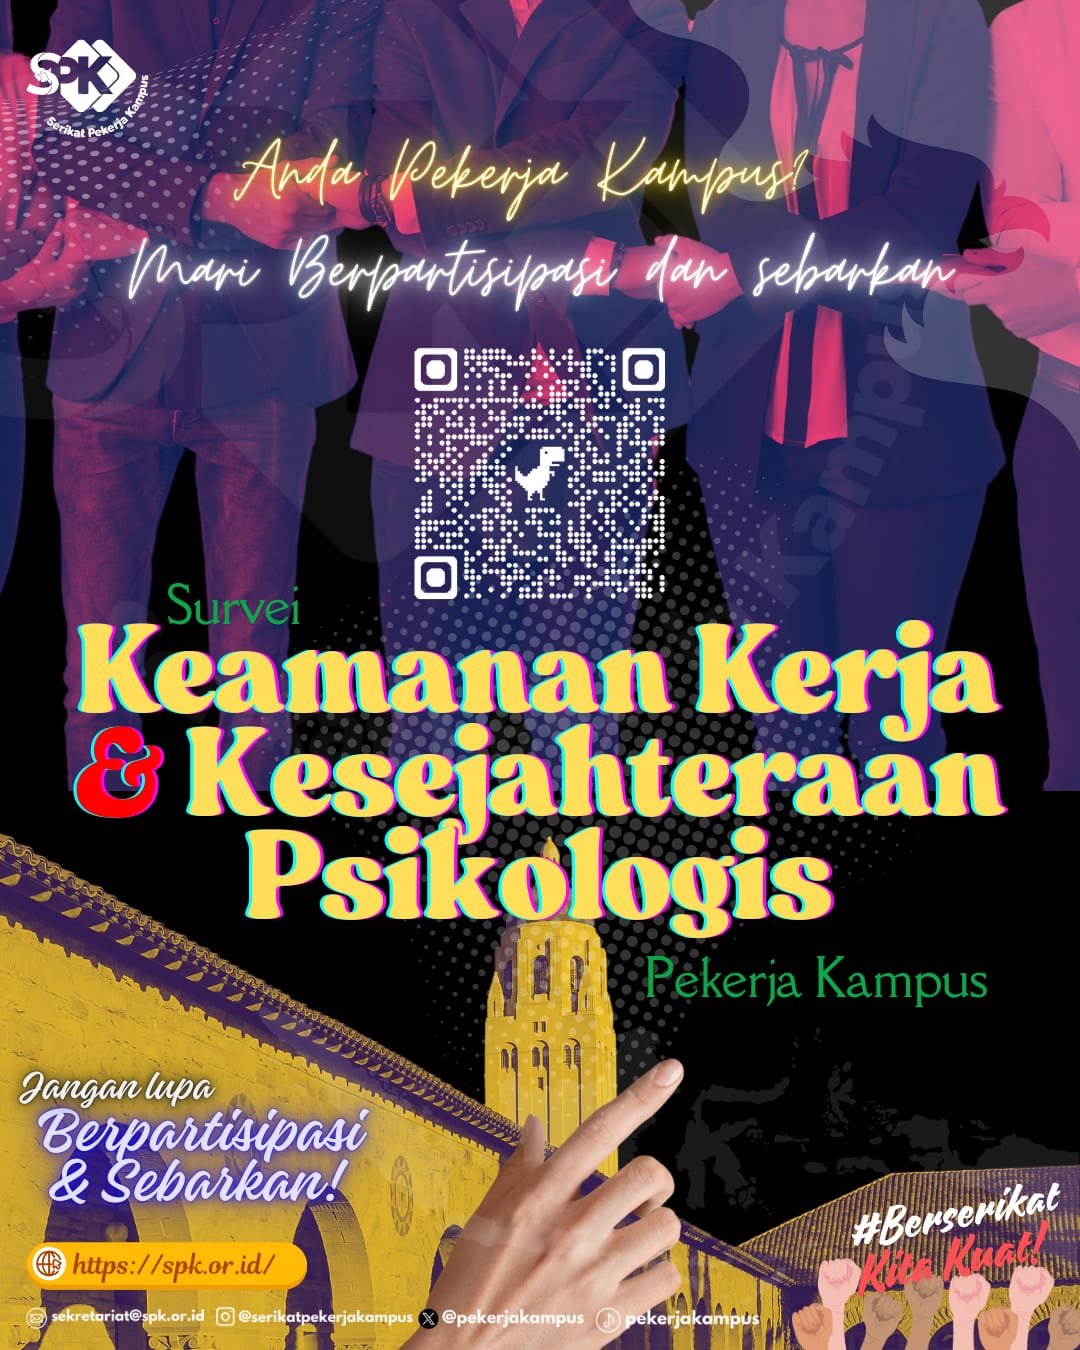 SPK
Serikat Pekerja Kampus
Anda Pekerja Kampus?
Mari Berpartisipasi dan sebarkan
Survei
Keamanan Kerja
& Kesejahteraan
Psikologis
Pekerja Kampus
Jangan lupa
Berpartisipasi
& Sebarkan!
https://spk.or.id/
#Berserikat
Kita Kuat!
sekretariat@spk.or.id @serikatpekerjakampus @pekerjakampus pekerjakampus
Kampus